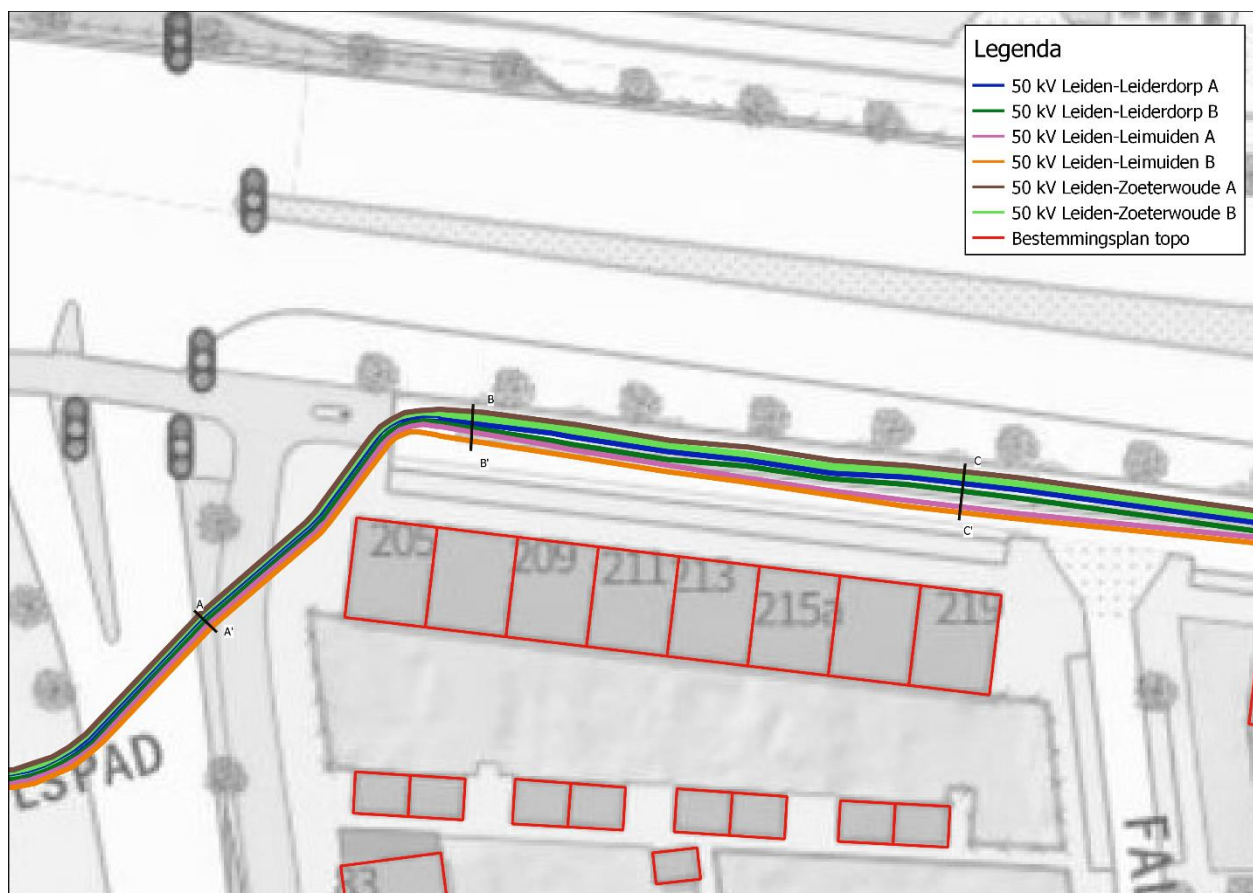 Legenda
50 kV Leiden-Leiderdorp A
50 kV Leiden-Leiderdorp B
50 kV Leiden-Leimuiden A
50 kV Leiden-Leimuiden B
50 kV Leiden-Zoeterwoude A
50 kV Leiden-Zoeterwoude B
Bestemmingsplan topo
B
B'
C
C'
205
209
211
213
215a
219
A
A'
ESPAD
FA